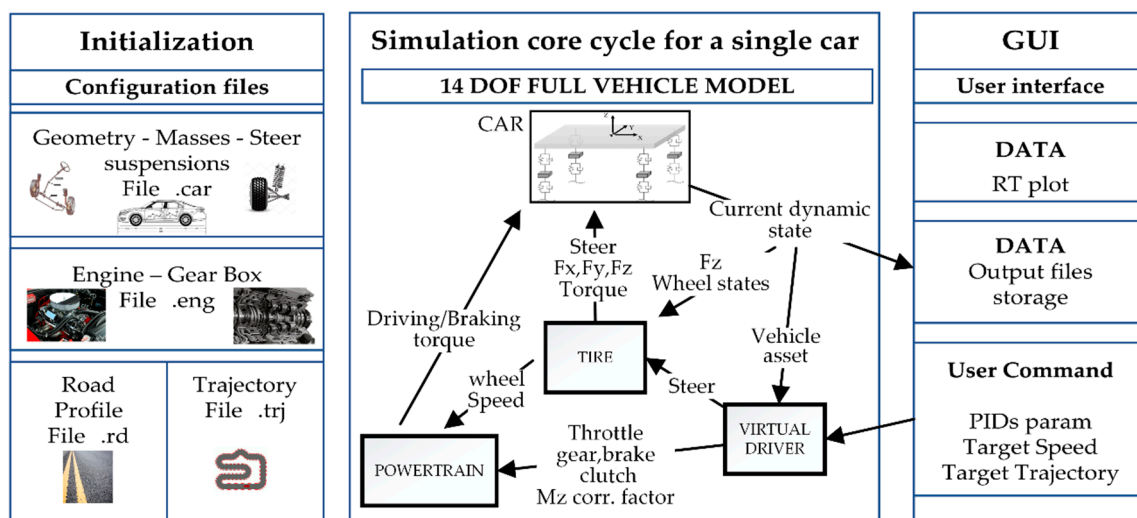 Initialization
Configuration files
Geometry - Masses - Steer
suspensions
File .car
Engine – Gear Box
File .eng
Road
Profile
File .rd
Trajectory
File .trj
Simulation core cycle for a single car
14 DOF FULL VEHICLE MODEL
CAR
Z
Y
X
Current dynamic
state
Steer
Fx,Fy,Fz
Torque
Fz
Wheel states
Driving/Braking
torque
TIRE
Vehicle
asset
wheel
Speed
Steer
VIRTUAL
DRIVER
POWERTRAIN
Throttle
gear,brake
clutch
Mz corr. factor
GUI
User interface
DATA
RT plot
DATA
Output files
storage
User Command
PIDs param
Target Speed
Target Trajectory